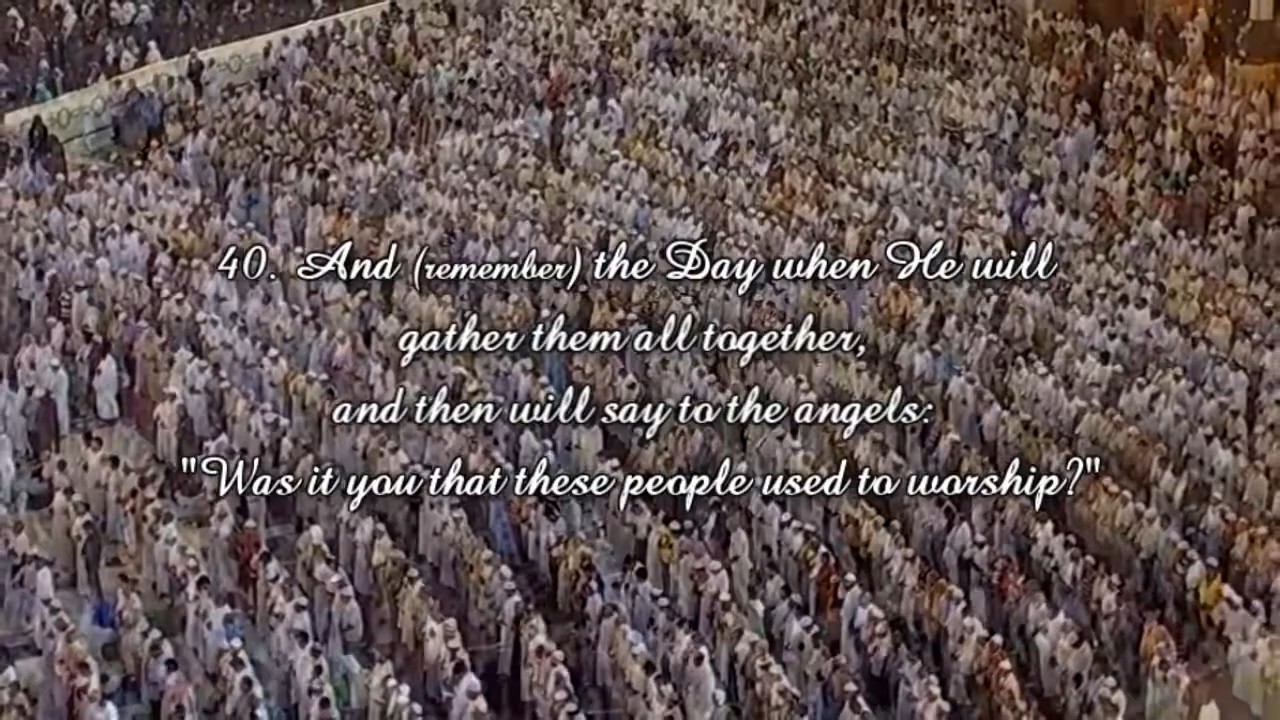 40. And (remember) the Day when He will
gather them all together,
and then will say to the angels:
"Was it you that these people used to worship?"